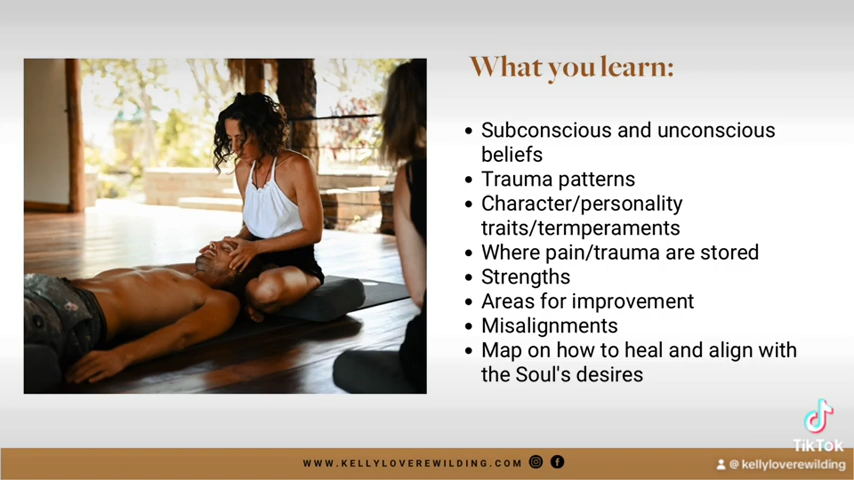 What you learn:
• Subconscious and unconscious
beliefs
• Trauma patterns
• Character/personality
traits/termperaments
• Where pain/trauma are stored
• Strengths
• Areas for improvement
• Misalignments
• Map on how to heal and align with
the Soul's desires
TikTok
WWW.KELLYLOVEREWILDING.COM
@kellyloverewilding